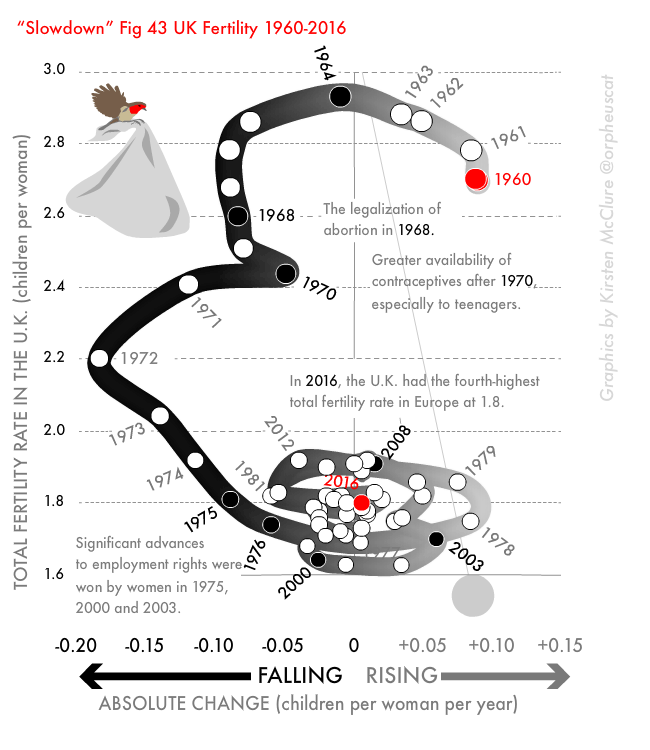 “Slowdown” Fig 43 UK Fertility 1960-2016
Graphics by Kirsten McClure @orpheuscat
TOTAL FERTILITY RATE IN THE U.K. (children per woman)
3.0
2.8
2.6
2.4
2.2
2.0
1.8
1.6
1964
1963
1962
1961
1960
1968
The legalization of
abortion in 1968.
Greater availability of
contraceptives after 1970,
especially to teenagers.
1970
1971
1972
In 2016, the U.K. had the fourth-highest
total fertility rate in Europe at 1.8.
1973
1974
1975
1976
1981
2012
2008
1979
2016
1978
2003
2000
Significant advances
to employment rights were
won by women in 1975,
2000 and 2003.
-0.20
-0.15
-0.10
-0.05
0
+0.05
+0.10
+0.15
FALLING
RISING
ABSOLUTE CHANGE (children per woman per year)